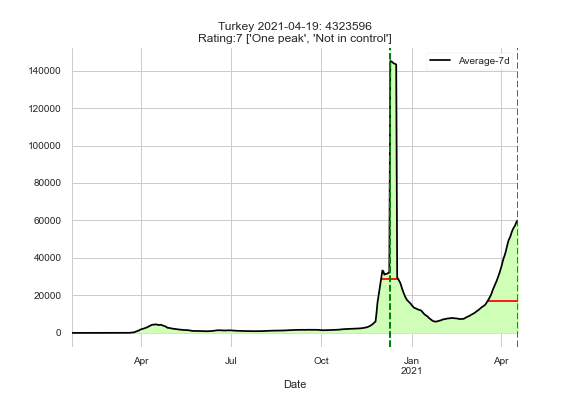 Turkey 2021-04-19: 4323596
Rating:7 ['One peak', 'Not in control']
Average-7d
140000
120000
100000
80000
60000
40000
20000
0
Apr
Jul
Oct
Jan
2021
Apr
Date